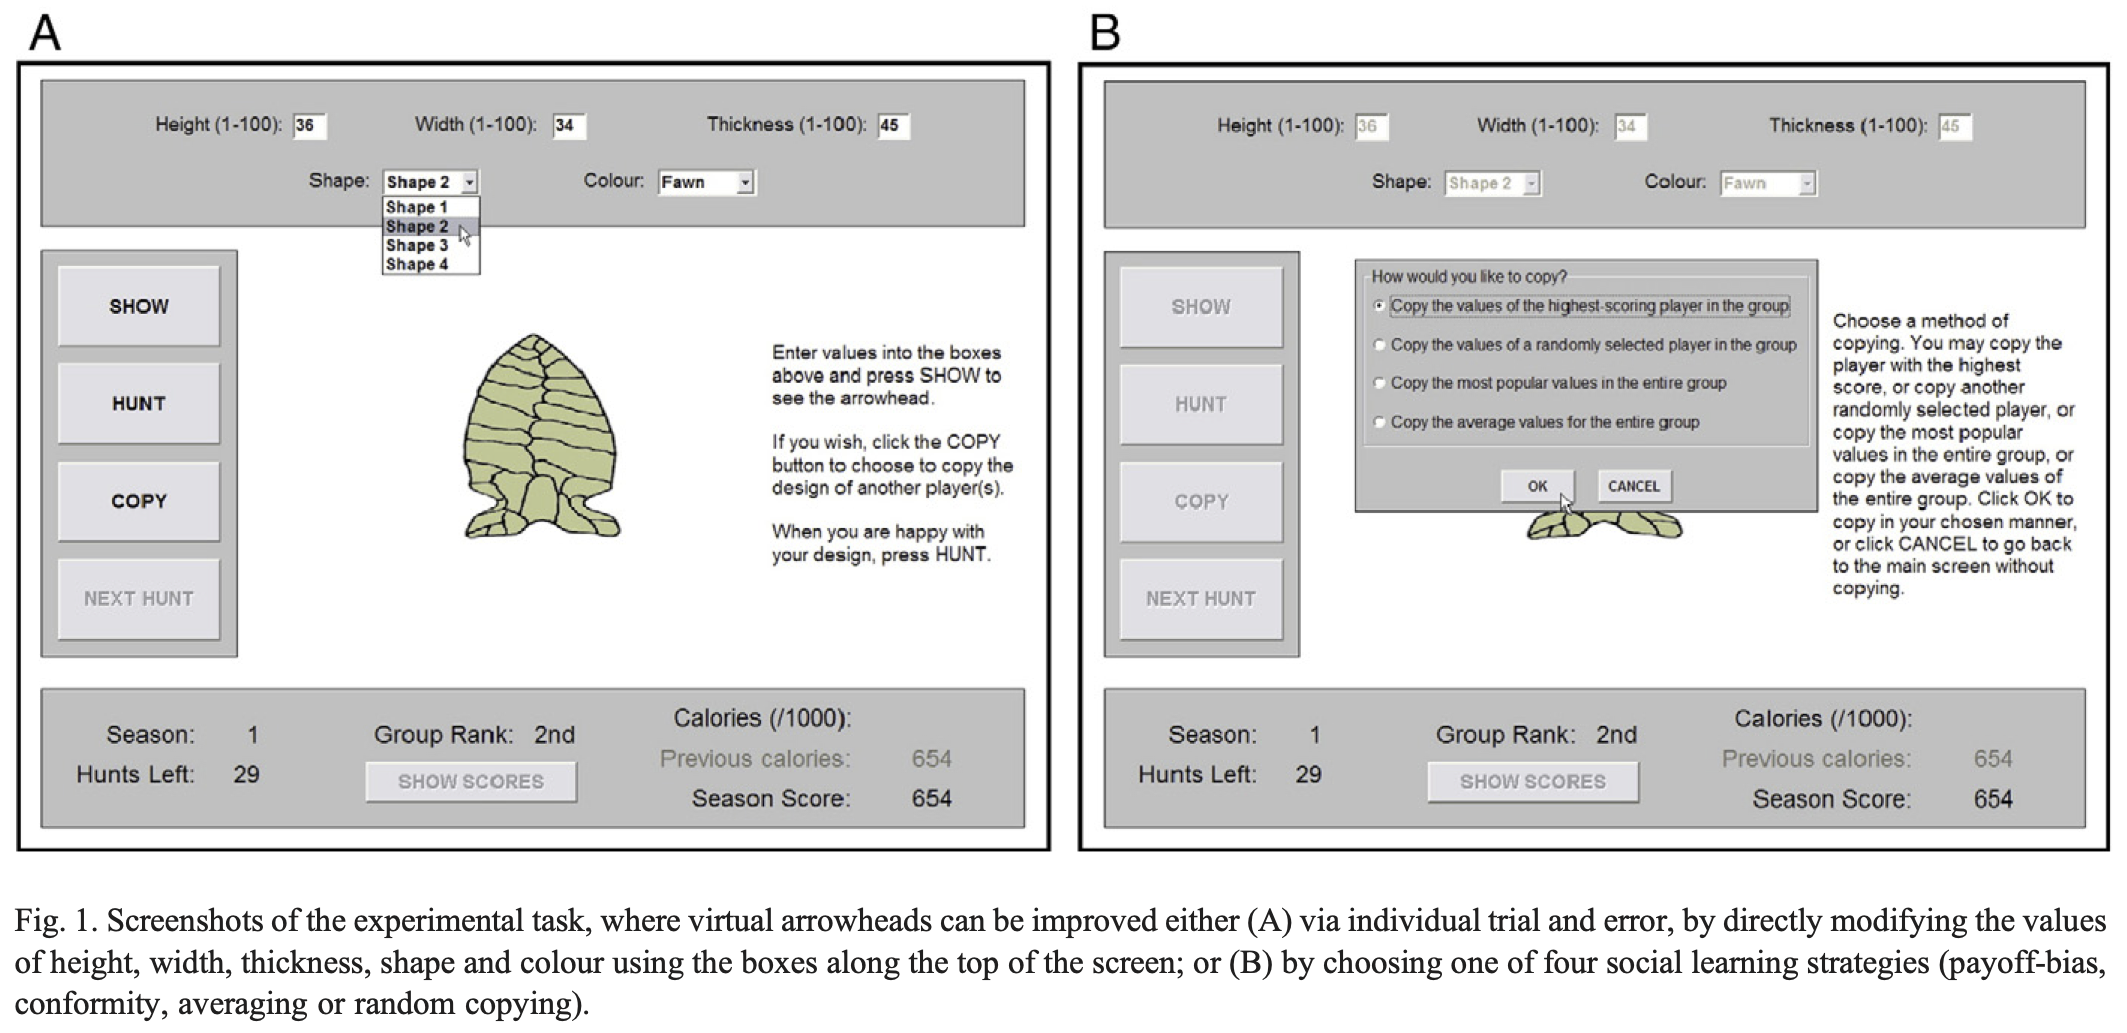 A
Height (1-100): 36 Width (1-100): 34 Thickness (1-100): 45
Shape: Shape 2 Colour: Fawn
Shape 1
Shape 2
Shape 3
Shape 4
SHOW
HUNT
COPY
NEXT HUNT
Enter values into the boxes
above and press SHOW to
see the arrowhead.
If you wish, click the COPY
button to choose to copy the
design of another player(s).
When you are happy with
your design, press HUNT.
Season: 1
Hunts Left: 29
Group Rank: 2nd
SHOW SCORES
Calories (/1000):
Previous calories: 654
Season Score: 654
B
Height (1-100): 36 Width (1-100): 34 Thickness (1-100): 45
Shape: Shape 2 Colour: Fawn
SHOW
HUNT
COPY
NEXT HUNT
How would you like to copy?
Copy the values of the highest-scoring player in the group
Copy the values of a randomly selected player in the group
Copy the most popular values in the entire group
Copy the average values for the entire group
OK CANCEL
Choose a method of
copying. You may copy the
player with the highest
score, or copy another
randomly selected player, or
copy the most popular
values in the entire group, or
copy the average values of
the entire group. Click OK to
copy in your chosen manner,
or click CANCEL to go back
to the main screen without
copying.
Season: 1
Hunts Left: 29
Group Rank: 2nd
SHOW SCORES
Calories (/1000):
Previous calories: 654
Season Score: 654
Fig. 1. Screenshots of the experimental task, where virtual arrowheads can be improved either (A) via individual trial and error, by directly modifying the values
of height, width, thickness, shape and colour using the boxes along the top of the screen; or (B) by choosing one of four social learning strategies (payoff-bias,
conformity, averaging or random copying).